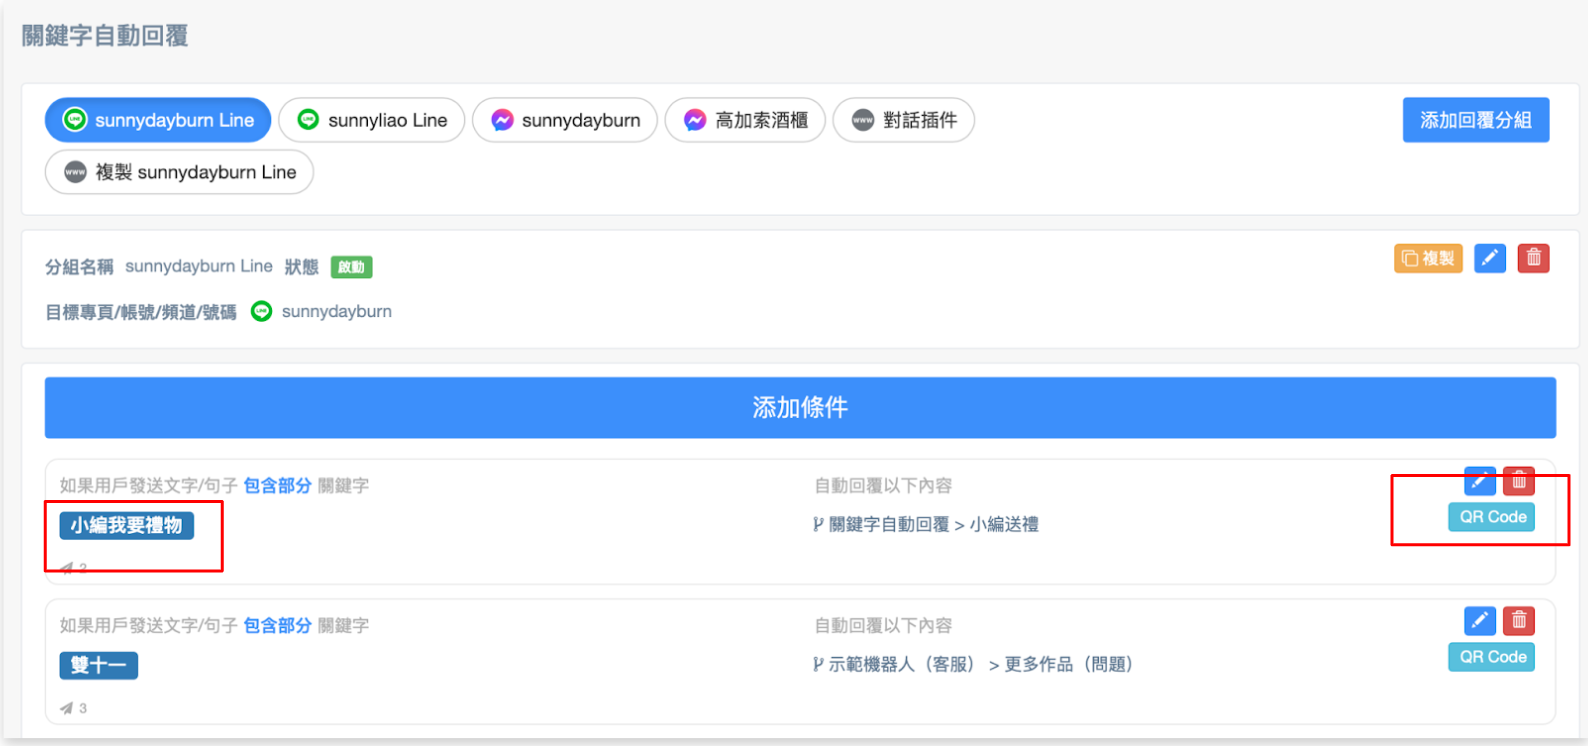 關鍵字自動回覆
sunnydayburn Line sunnyliao Line sunnydayburn 高加索酒櫃 www 對話插件 添加回覆分組
www 複製 sunnydayburn Line
分組名稱 sunnydayburn Line 狀態 啟動 複製
目標專頁/帳號/頻道/號碼 sunnydayburn
添加條件
如果用戶發送文字/句子 包含部分 關鍵字 自動回覆以下內容
小編我要禮物 關鍵字自動回覆 > 小編送禮 QR Code
2
如果用戶發送文字/句子 包含部分 關鍵字 自動回覆以下內容
雙十一 示範機器人（客服） > 更多作品（問題） QR Code
3